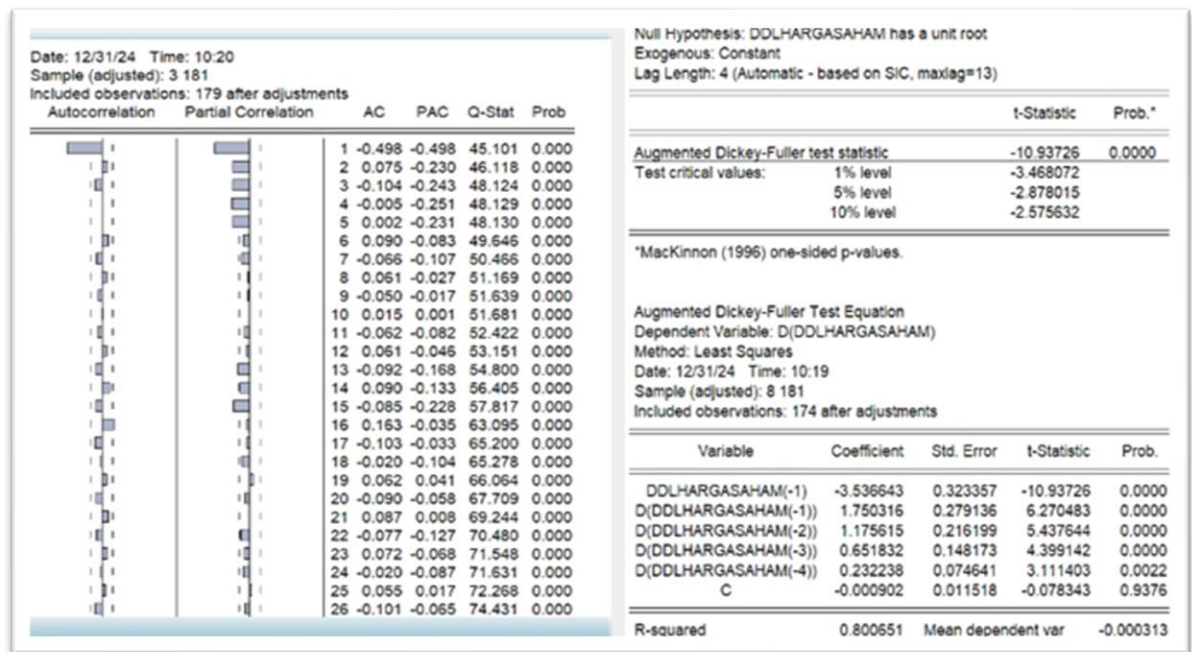 Date: 12/31/24 Time: 10:20
Sample (adjusted): 3 181
Included observations: 179 after adjustments
Autocorrelation Partial Correlation AC PAC Q-Stat Prob
1 -0.498 -0.498 45.101 0.000
2 0.075 -0.230 46.118 0.000
3 -0.104 -0.243 48.124 0.000
4 -0.005 -0.251 48.129 0.000
5 0.002 -0.231 48.130 0.000
6 0.090 -0.083 49.646 0.000
7 -0.066 -0.107 50.466 0.000
8 0.061 -0.027 51.169 0.000
9 -0.050 -0.017 51.639 0.000
10 0.015 0.001 51.681 0.000
11 -0.062 -0.082 52.422 0.000
12 0.061 -0.046 53.151 0.000
13 -0.092 -0.168 54.800 0.000
14 0.090 -0.133 56.405 0.000
15 -0.085 -0.228 57.817 0.000
16 0.163 -0.035 63.095 0.000
17 -0.103 -0.033 65.200 0.000
18 -0.020 -0.104 65.278 0.000
19 0.062 0.041 66.064 0.000
20 -0.090 -0.058 67.709 0.000
21 0.087 0.008 69.244 0.000
22 -0.077 -0.127 70.480 0.000
23 0.072 -0.068 71.548 0.000
24 -0.020 -0.087 71.631 0.000
25 0.055 0.017 72.268 0.000
26 -0.101 -0.065 74.431 0.000
Null Hypothesis: DDLHARGASAHAM has a unit root
Exogenous: Constant
Lag Length: 4 (Automatic - based on SIC, maxlag=13)
t-Statistic Prob.*
Augmented Dickey-Fuller test statistic -10.93726 0.0000
Test critical values: 1% level -3.468072
5% level -2.878015
10% level -2.575632
*MacKinnon (1996) one-sided p-values.
Augmented Dickey-Fuller Test Equation
Dependent Variable: D(DDLHARGASAHAM)
Method: Least Squares
Date: 12/31/24 Time: 10:19
Sample (adjusted): 8 181
Included observations: 174 after adjustments
Variable Coefficient Std. Error t-Statistic Prob.
DDLHARGASAHAM(-1) -3.536643 0.323357 -10.93726 0.0000
D(DDLHARGASAHAM(-1)) 1.750316 0.279136 6.270483 0.0000
D(DDLHARGASAHAM(-2)) 1.175615 0.216199 5.437644 0.0000
D(DDLHARGASAHAM(-3)) 0.651832 0.148173 4.399142 0.0000
D(DDLHARGASAHAM(-4)) 0.232238 0.074641 3.111403 0.0022
C -0.000902 0.011518 -0.078343 0.9376
R-squared 0.800651 Mean dependent var -0.000313